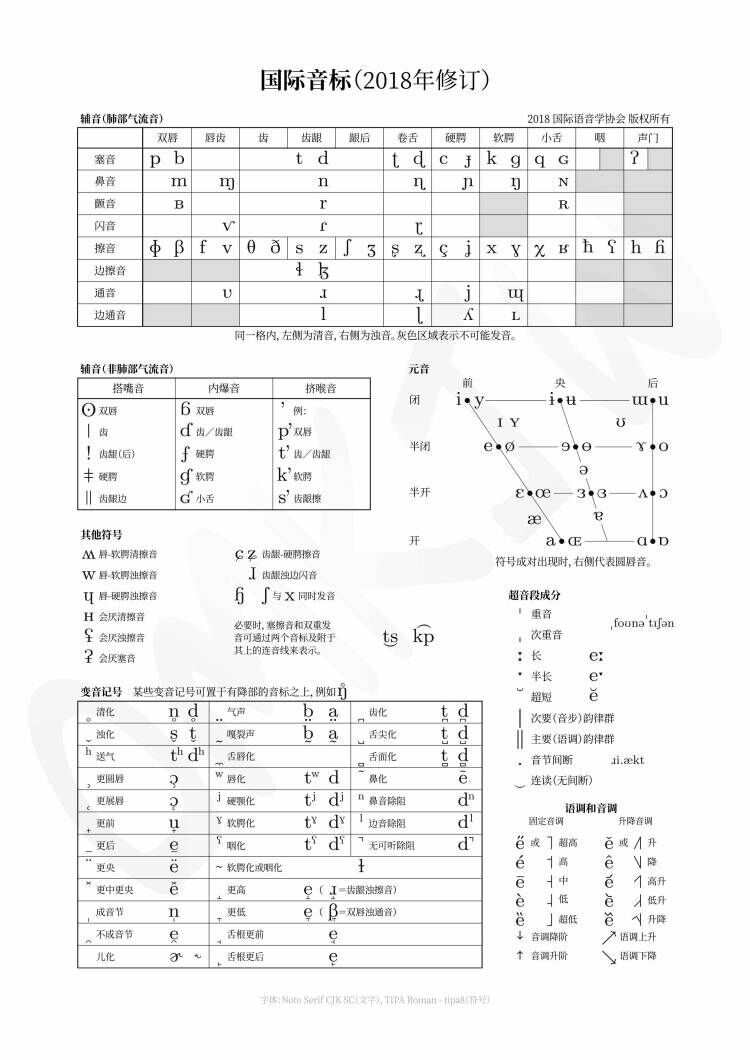 国际音标（2018年修订）
辅音（肺部气流音） 2018 国际语音学协会 版权所有
双唇 唇齿 齿 齿龈 龈后 卷舌 硬腭 软腭 小舌 咽 声门
塞音 p b t d ʈ ɖ c ɟ k ɡ q ɢ ʔ
鼻音 m ɱ n ɳ ɲ ŋ ɴ
颤音 ʙ r ʀ
闪音 ⱱ ɾ ɽ
擦音 ɸ β f v θ ð s z ʃ ʒ ʂ ʐ ç ʝ x ɣ χ ʁ ħ ʕ h ɦ
边擦音 ɬ ɮ
通音 ʋ ɹ ɻ j ɰ
边通音 l ɭ ʎ ʟ
同一格内，左侧为清音，右侧为浊音。灰色区域表示不可能发音。
辅音（非肺部气流音）
搭嘴音 内爆音 挤喉音
ʘ 双唇 ɓ 双唇 ʼ 例：
ǀ 齿 ɗ 齿／齿龈 pʼ 双唇
ǃ 齿龈（后） ʄ 硬腭 tʼ 齿／齿龈
ǂ 硬腭 ɠ 软腭 kʼ 软腭
ǁ 齿龈边 ʛ 小舌 sʼ 齿龈擦
元音
前 央 后
闭 i y ɨ ʉ ɯ u
ɪ ʏ ʊ
半闭 e ø ɘ ɵ ɤ o
ə
半开 ɛ œ ɜ ɞ ʌ ɔ
æ ɐ
开 a ɶ ɑ ɒ
符号成对出现时，右侧代表圆唇音。
其他符号
ʍ 唇-软腭清擦音 ɕ ʑ 齿龈-硬腭擦音
w 唇-软腭浊擦音 ɺ 齿龈浊边闪音
ɥ 唇-硬腭浊擦音 ɧ ʃ 与 x 同时发音
ʜ 会厌清擦音
ʢ 会厌浊擦音
ʡ 会厌塞音
必要时，塞擦音和双重发
音可通过两个音标及附于
其上的连音线来表示。
t͜s k͡p
超音段成分
ˈ 重音 ˌfoʊnəˈtɪʃən
ˌ 次重音
ː 长 eː
ˑ 半长 eˑ
̆ 超短 ĕ
| 次要（音步）韵律群
‖ 主要（语调）韵律群
. 音节间断 ɹi.ækt
‿ 连读（无间断）
变音记号 某些变音记号可置于有降部的音标之上，例如 ŋ̊
̥ 清化 n̥ d̥ ̤ 气声 b̤ a̤ ̪ 齿化 t̪ d̪
̬ 浊化 s̬ t̬ ̰ 嘎裂声 b̰ a̰ ̺ 舌尖化 t̺ d̺
ʰ 送气 tʰ dʰ ̼ 舌唇化 ̻ 舌面化 t̻ d̻
̹ 更圆唇 ɔ̹ ʷ 唇化 tʷ d ̃ 鼻化 ẽ
̜ 更展唇 ɔ̜ ʲ 硬颚化 tʲ dʲ ⁿ 鼻音除阻 dⁿ
̟ 更前 u̟ ˠ 软腭化 tˠ dˠ ˡ 边音除阻 dˡ
̠ 更后 e̠ ˤ 咽化 tˤ dˤ ̚ 无可听除阻 d̚
̈ 更央 ë ~ 软腭化或咽化 ɫ
̽ 更中更央 e̽ ̝ 更高 e̝ （ ɹ̝=齿龈浊擦音）
̩ 成音节 n̩ ̞ 更低 e̞ （ β̞=双唇浊通音）
̯ 不成音节 e̯ ̘ 舌根更前 e̘
˞ 儿化 ɚ ˞ ̙ 舌根更后 e̙
语调和音调
固定音调 升降音调
e̋ 或 ˥ 超高 ě 或 ˩˥ 升
é ˦ 高 ê ˥˩ 降
ē ˧ 中 e᷄ ˧˥ 高升
è ˨ 低 e᷅ ˩˧ 低升
ȅ ˩ 超低 e᷈ ˧˦˨ 升降
↓ 音调降阶 ↗ 语调上升
↑ 音调升阶 ↘ 语调下降
字体：Noto Serif CJK SC（文字），TIPA Roman - tipa8（符号）